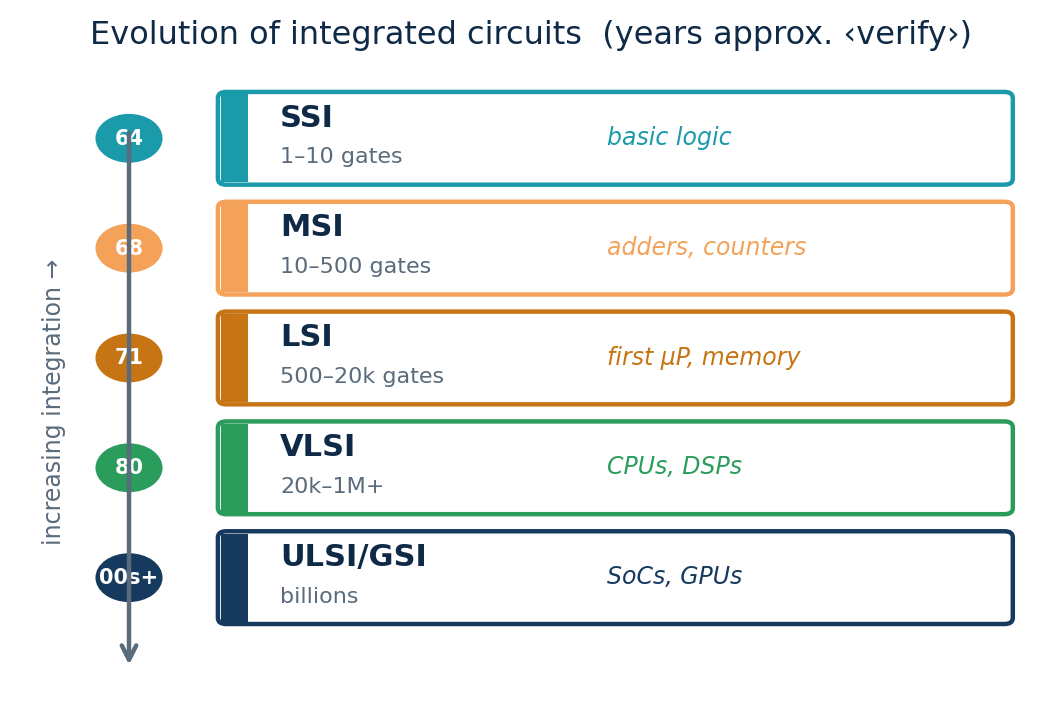 Evolution of integrated circuits (years approx. ‹verify›)
increasing integration →
64
SSI
1–10 gates
basic logic
68
MSI
10–500 gates
adders, counters
71
LSI
500–20k gates
first µP, memory
80
VLSI
20k–1M+
CPUs, DSPs
00s+
ULSI/GSI
billions
SoCs, GPUs